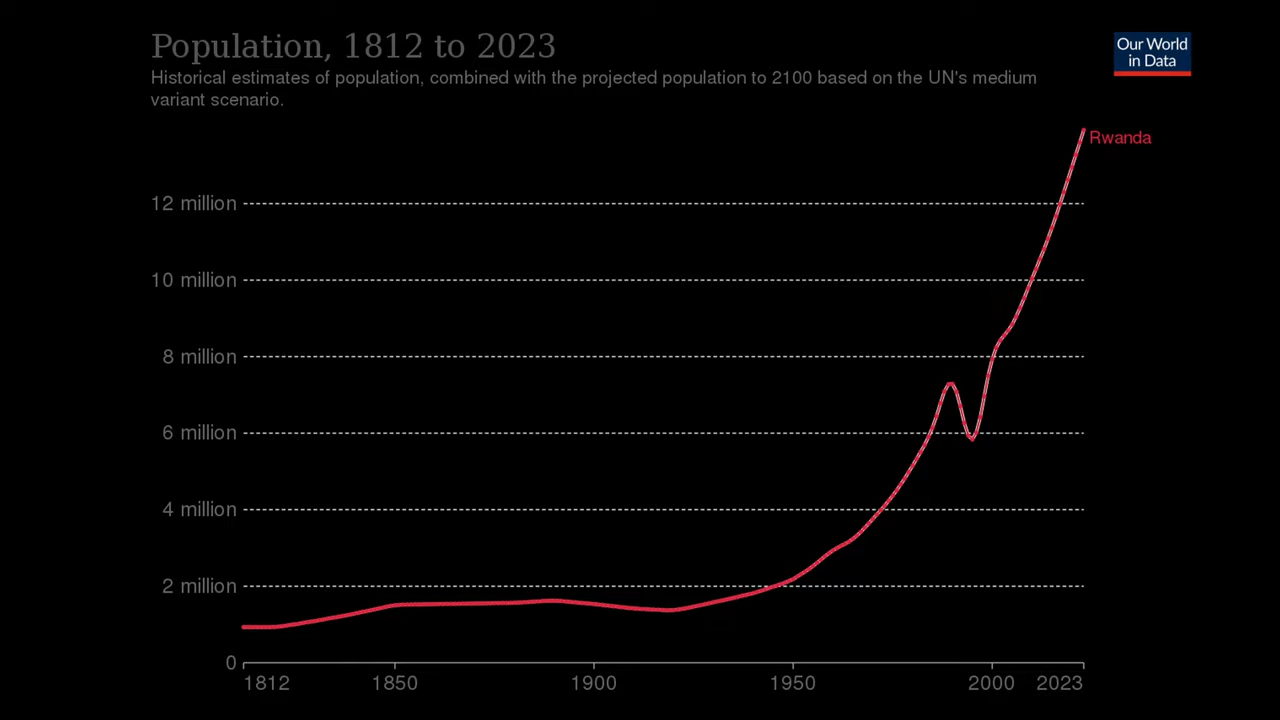 Population, 1812 to 2023
Our World
in Data
Historical estimates of population, combined with the projected population to 2100 based on the UN's medium
variant scenario.
Rwanda
12 million
10 million
8 million
6 million
4 million
2 million
0
1812 1850 1900 1950 2000 2023